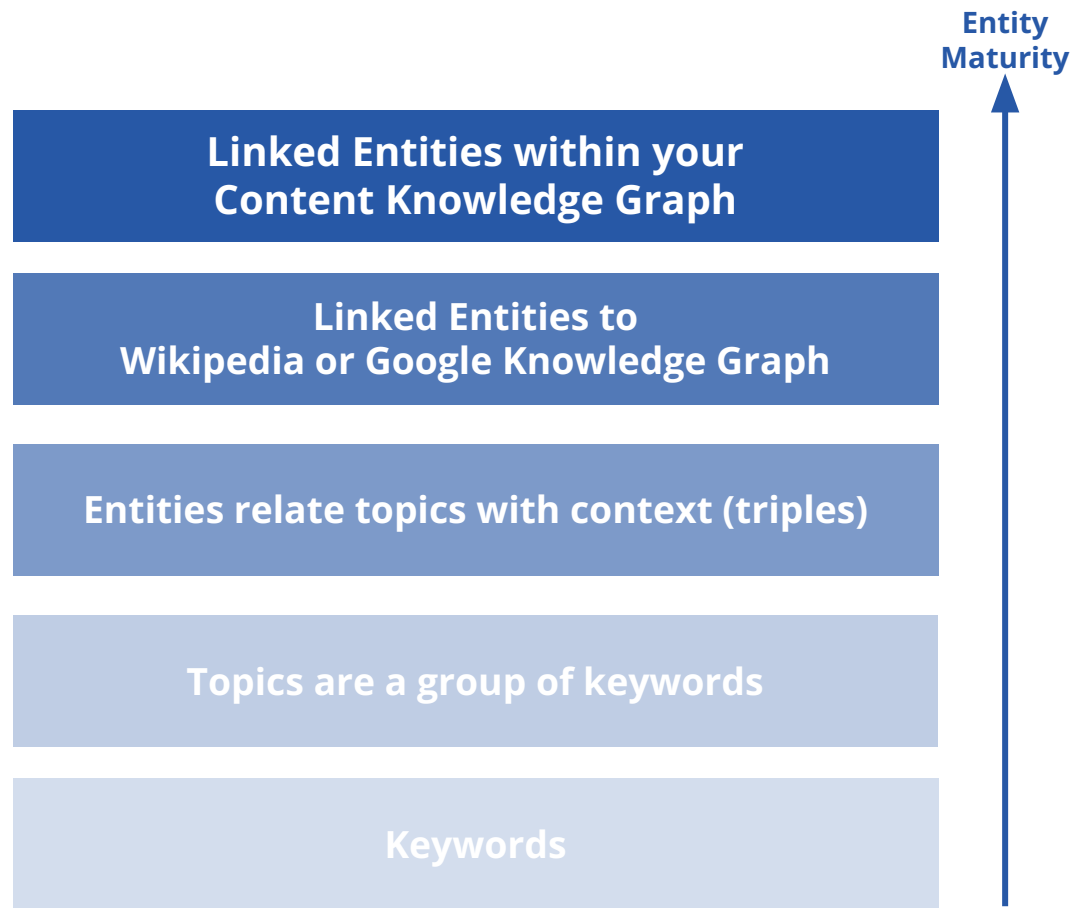 Entity
Maturity
Linked Entities within your
Content Knowledge Graph
Linked Entities to
Wikipedia or Google Knowledge Graph
Entities relate topics with context (triples)
Topics are a group of keywords
Keywords